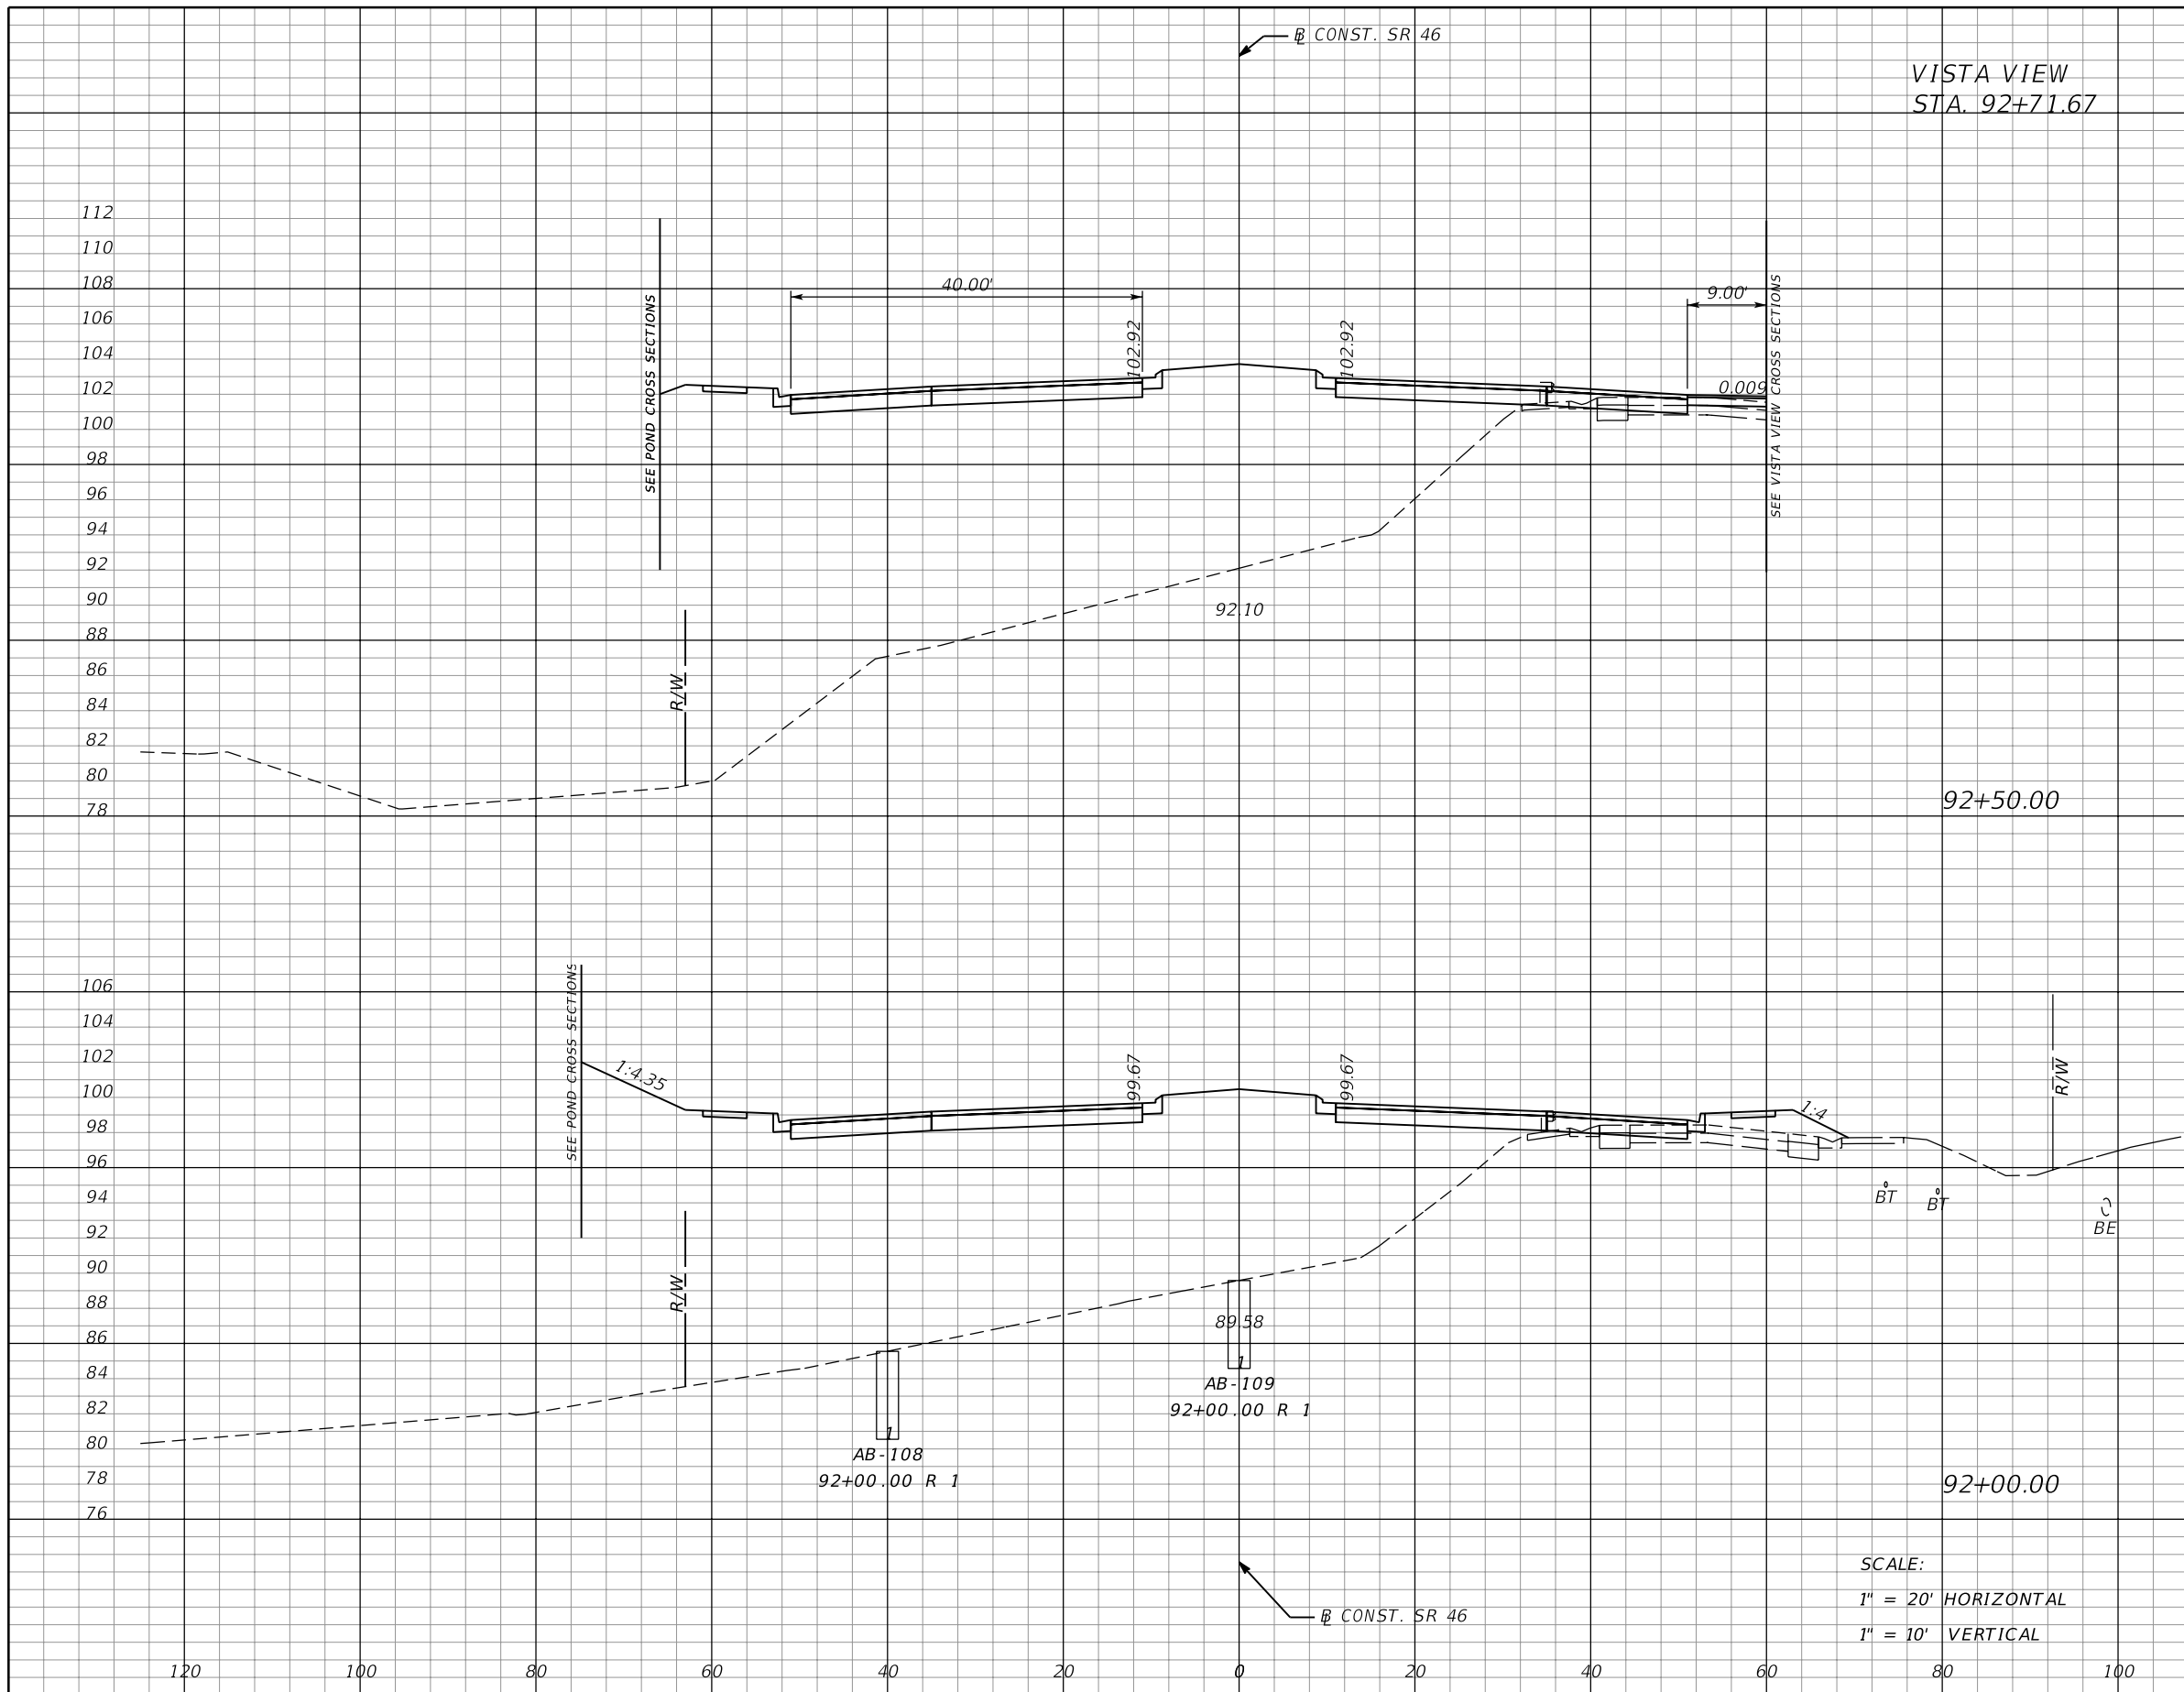 ℄ CONST. SR 46
VISTA VIEW
STA. 92+71.67
112
110
108
106
104
102
100
98
96
94
92
90
88
86
84
82
80
78
SEE POND CROSS SECTIONS
40.00'
102.92
102.92
9.00'
0.009
SEE VISTA VIEW CROSS SECTIONS
92.10
R/W
92+50.00
106
104
102
100
98
96
94
92
90
88
86
84
82
80
78
76
SEE POND CROSS SECTIONS
1:4.35
99.67
99.67
1:4
R/W
BT
BT
BE
R/W
89.58
1
AB-109
92+00.00 R 1
1
AB-108
92+00.00 R 1
92+00.00
SCALE:
1" = 20' HORIZONTAL
1" = 10' VERTICAL
℄ CONST. SR 46
120 100 80 60 40 20 0 20 40 60 80 100